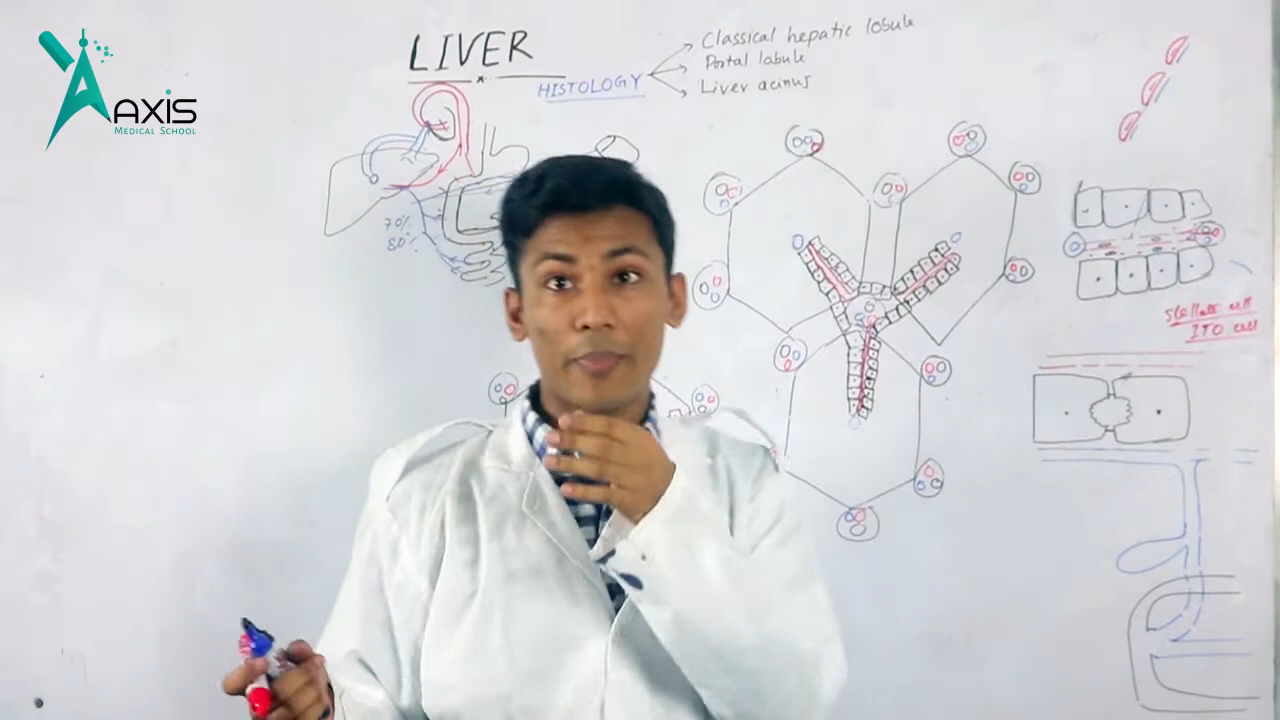 AXIS
MEDICAL SCHOOL
LIVER
HISTOLOGY
Classical hepatic lobule
Portal lobule
Liver acinus
70%
80%
Stellate cell
ITO cell